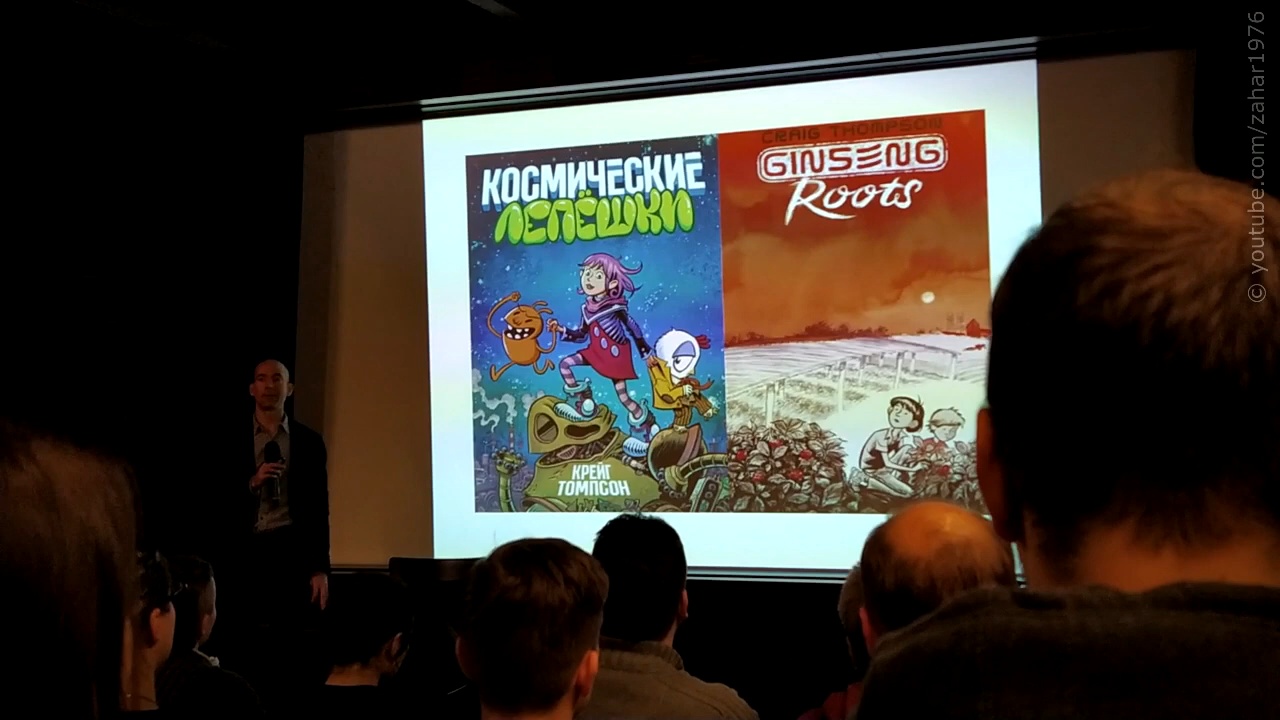 КОСМИЧЕСКИЕ
ЛЕПЁШКИ
КРЕЙГ
ТОМПСОН
CRAIG THOMPSON
GINSENG
Roots
© youtube.com/zahar1976